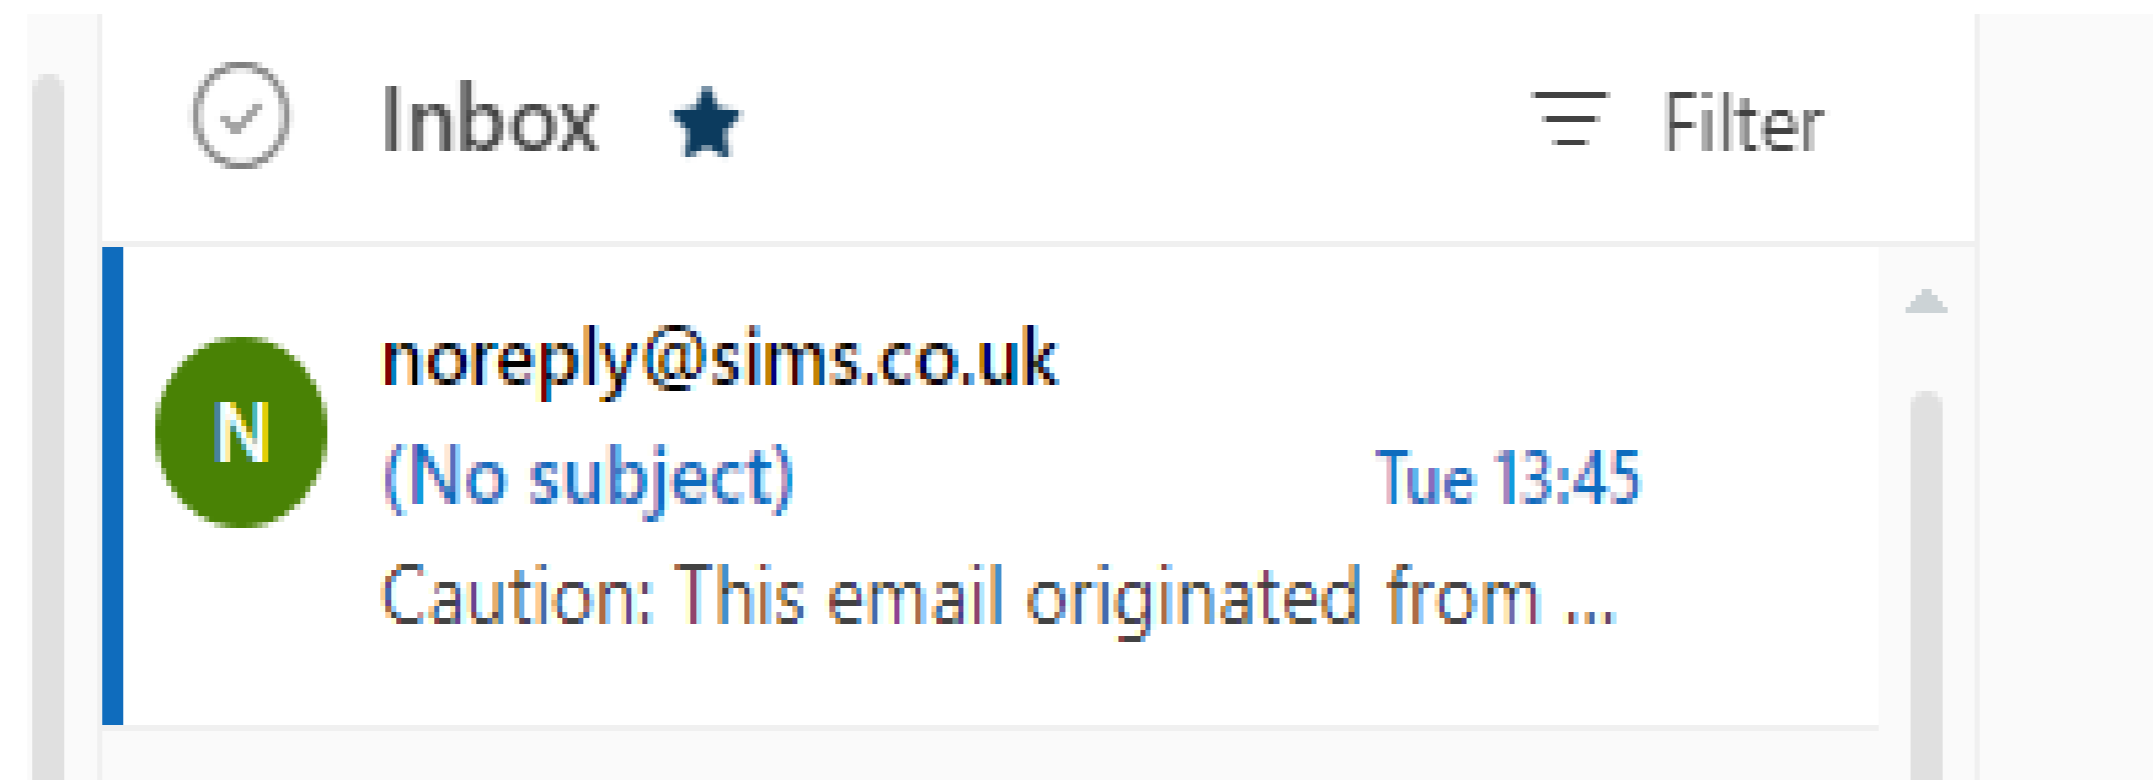 Inbox
Filter
N
noreply@sims.co.uk
(No subject)
Tue 13:45
Caution: This email originated from ...